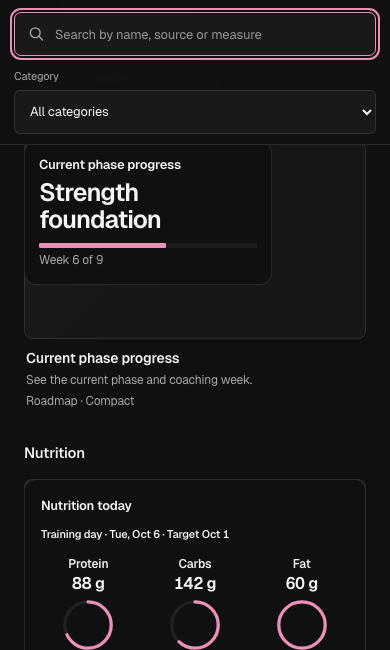 Search by name, source or measure
Category
All categories
Current phase progress
Strength
foundation
Week 6 of 9
Current phase progress
See the current phase and coaching week.
Roadmap · Compact
Nutrition
Nutrition today
Training day · Tue, Oct 6 · Target Oct 1
Protein Carbs Fat
88 g 142 g 60 g